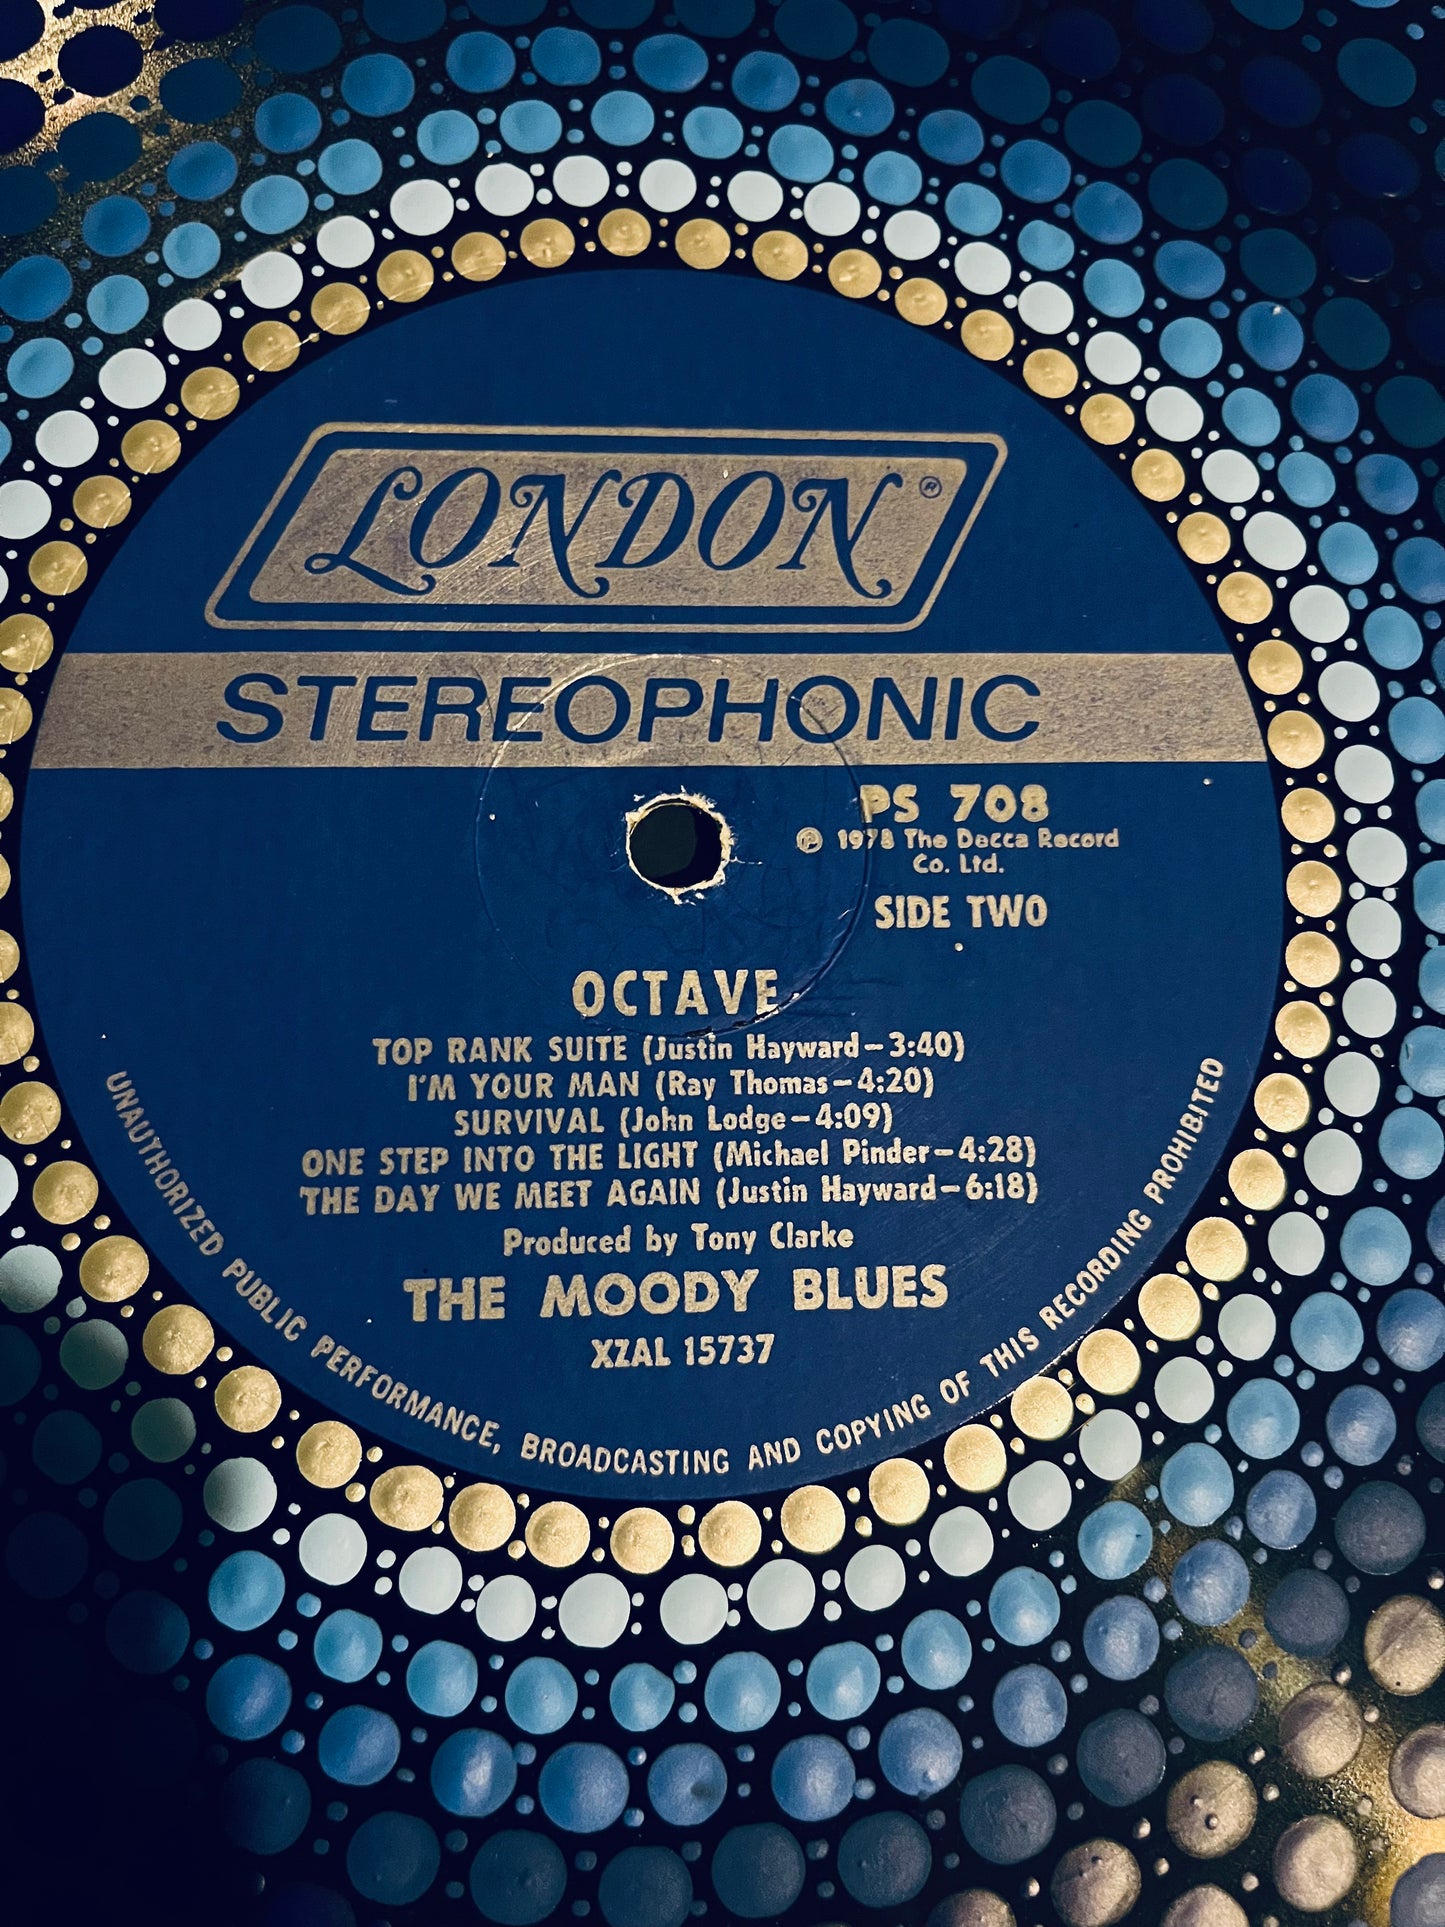 LONDON ®
STEREOPHONIC
PS 708
℗ 1978 The Decca Record
Co. Ltd.
SIDE TWO
OCTAVE
TOP RANK SUITE (Justin Hayward–3:40)
I'M YOUR MAN (Ray Thomas–4:20)
SURVIVAL (John Lodge–4:09)
ONE STEP INTO THE LIGHT (Michael Pinder–4:28)
THE DAY WE MEET AGAIN (Justin Hayward–6:18)
Produced by Tony Clarke
THE MOODY BLUES
XZAL 15737
UNAUTHORIZED PUBLIC PERFORMANCE, BROADCASTING AND COPYING OF THIS RECORDING PROHIBITED